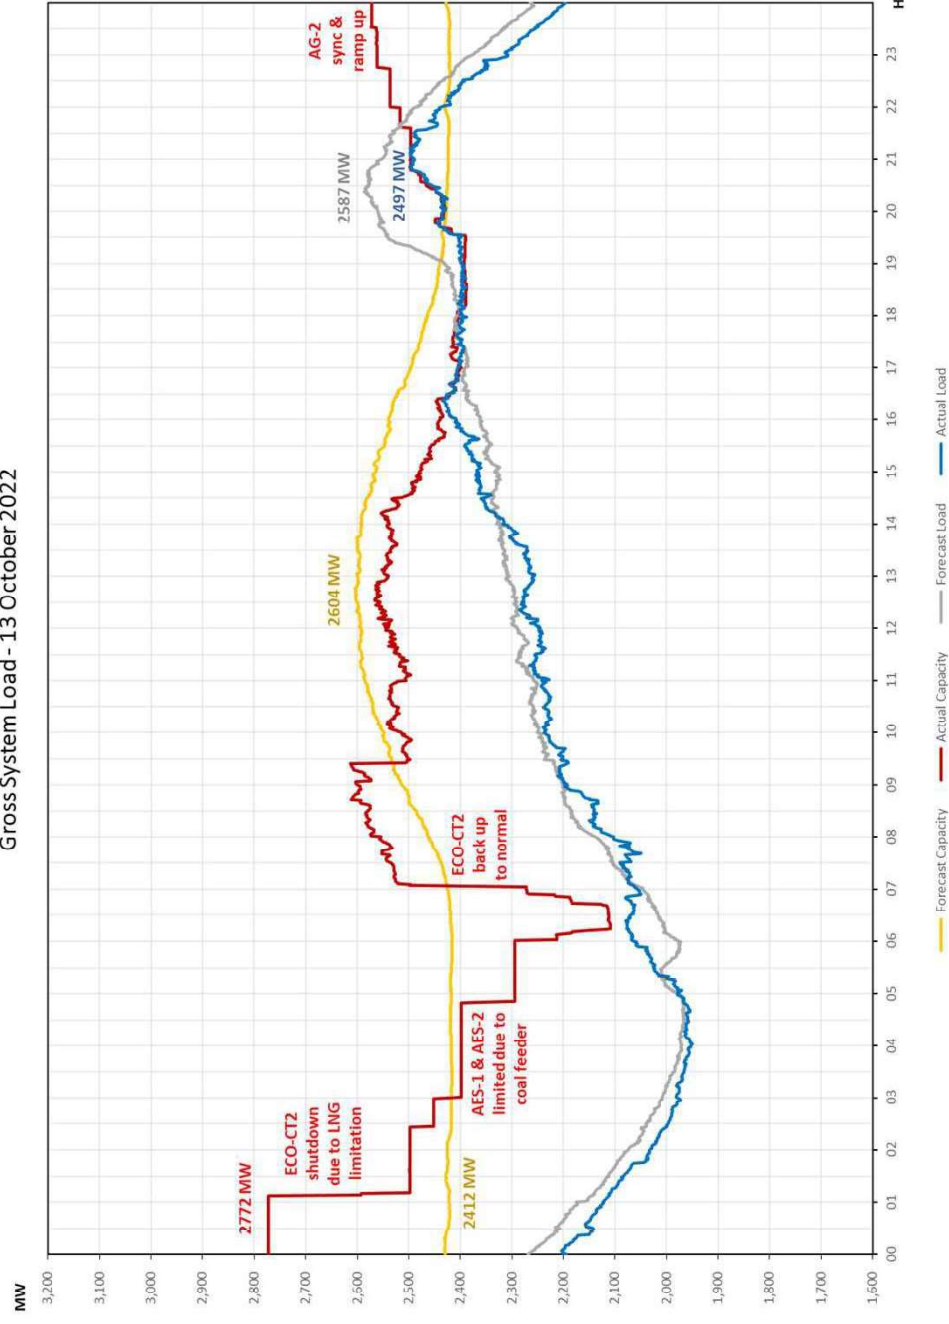 Gross System Load - 13 October 2022
MW
3,200
3,100
3,000
2,900
2,800
2,700
2,600
2,500
2,400
2,300
2,200
2,100
2,000
1,900
1,800
1,700
1,600
2772 MW
ECO-CT2
shutdown
due to LNG
limitation
2412 MW
AES-1 & AES-2
limited due to
coal feeder
ECO-CT2
back up
to normal
2604 MW
2587 MW
2497 MW
AG-2
sync &
ramp up
00
01
02
03
04
05
06
07
08
09
10
11
12
13
14
15
16
17
18
19
20
21
22
23
H
Forecast Capacity
Actual Capacity
Forecast Load
Actual Load